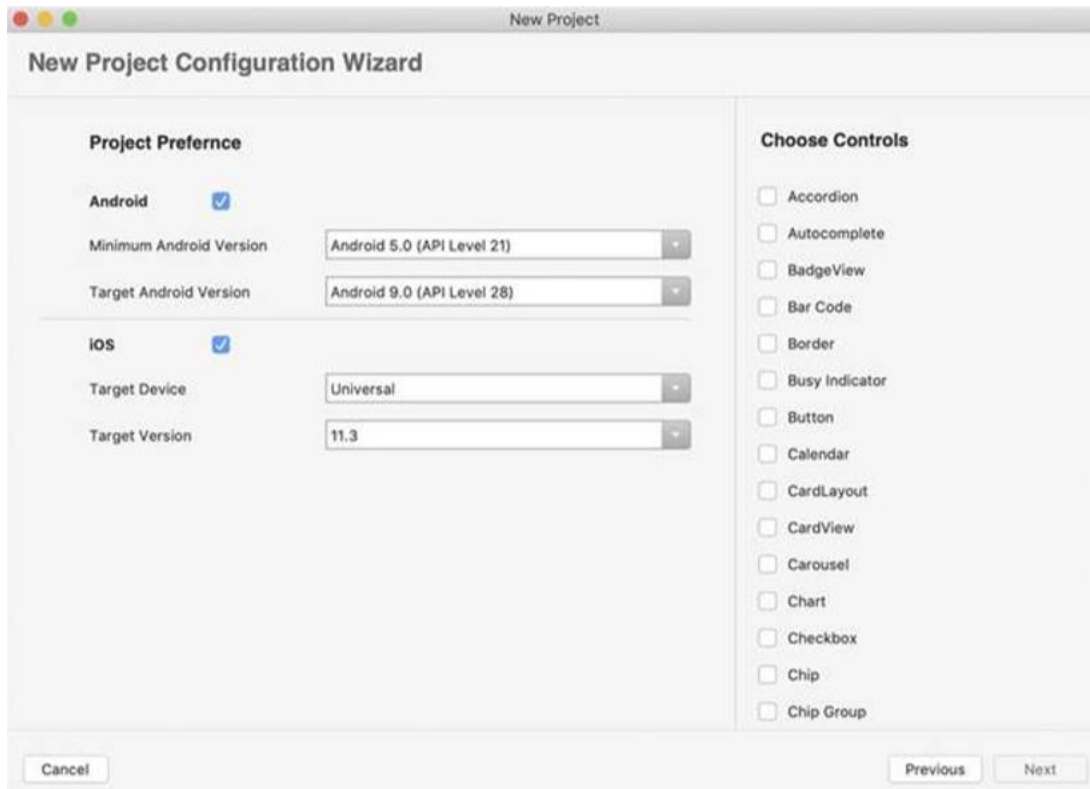 New Project
New Project Configuration Wizard
Project Prefernce
Android
Minimum Android Version
Android 5.0 (API Level 21)
Target Android Version
Android 9.0 (API Level 28)
iOS
Target Device
Universal
Target Version
11.3
Choose Controls
Accordion
Autocomplete
BadgeView
Bar Code
Border
Busy Indicator
Button
Calendar
CardLayout
CardView
Carousel
Chart
Checkbox
Chip
Chip Group
Cancel
Previous
Next